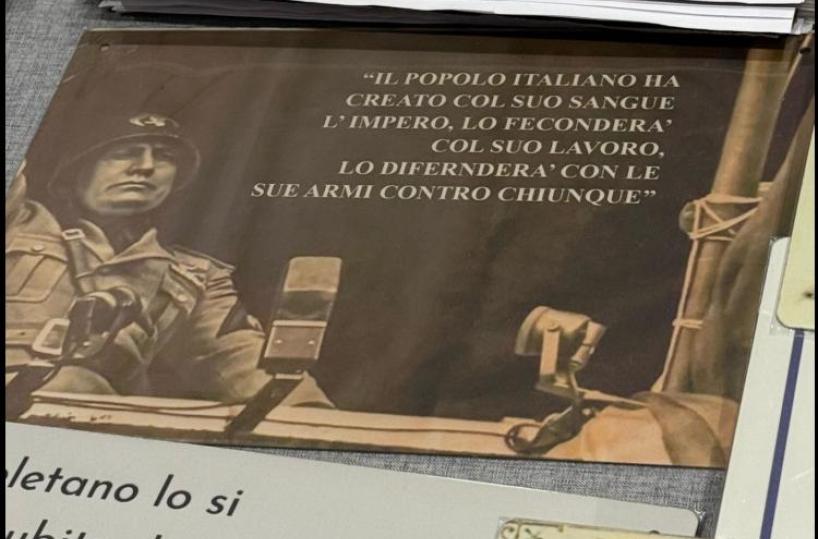 “IL POPOLO ITALIANO HA
CREATO COL SUO SANGUE
L’ IMPERO, LO FECONDERA’
COL SUO LAVORO,
LO DIFERNDERA’ CON LE
SUE ARMI CONTRO CHIUNQUE”
letano lo si